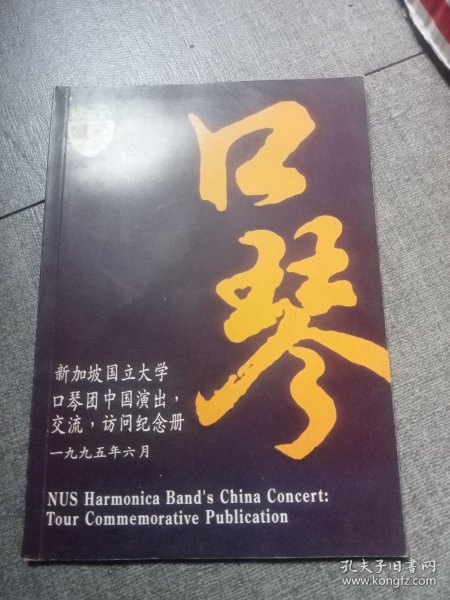 口
琴
新加坡国立大学
口琴团中国演出，
交流，访问纪念册
一九九五年六月
NUS Harmonica Band's China Concert:
Tour Commemorative Publication
孔夫子旧书网
www.kongfz.com